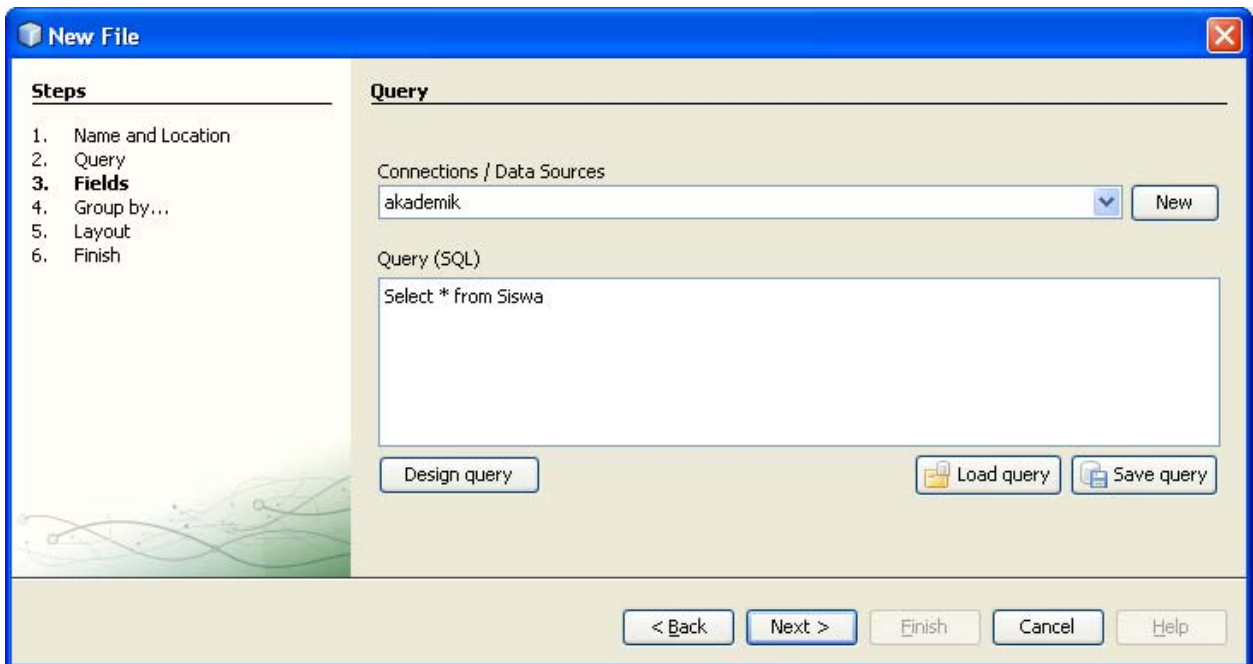 New File
Steps
1. Name and Location
2. Query
3. Fields
4. Group by...
5. Layout
6. Finish
Query
Connections / Data Sources
akademik
New
Query (SQL)
Select * from Siswa
Design query
Load query
Save query
< Back
Next >
Finish
Cancel
Help